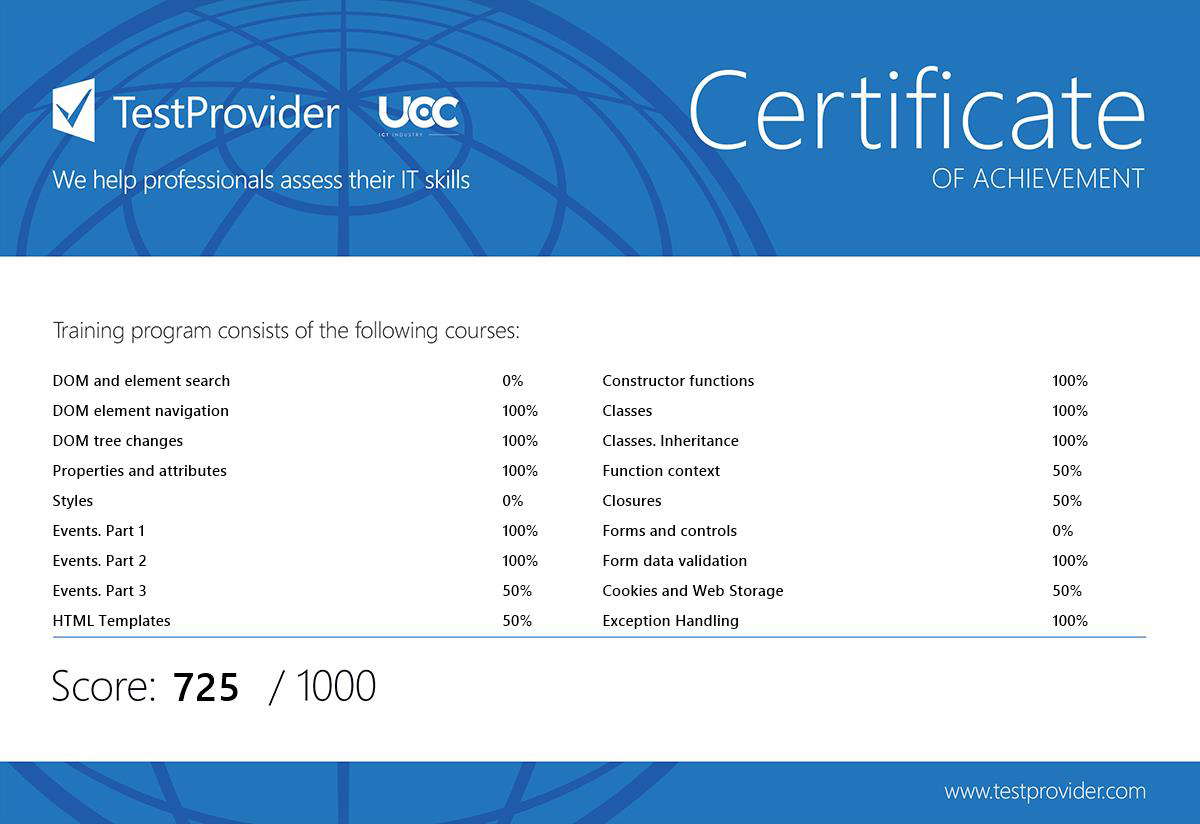 TestProvider
UCC
ICT INDUSTRY
We help professionals assess their IT skills
Certificate
OF ACHIEVEMENT
Training program consists of the following courses:
DOM and element search 0% Constructor functions 100%
DOM element navigation 100% Classes 100%
DOM tree changes 100% Classes. Inheritance 100%
Properties and attributes 100% Function context 50%
Styles 0% Closures 50%
Events. Part 1 100% Forms and controls 0%
Events. Part 2 100% Form data validation 100%
Events. Part 3 50% Cookies and Web Storage 50%
HTML Templates 50% Exception Handling 100%
Score: 725 / 1000
www.testprovider.com